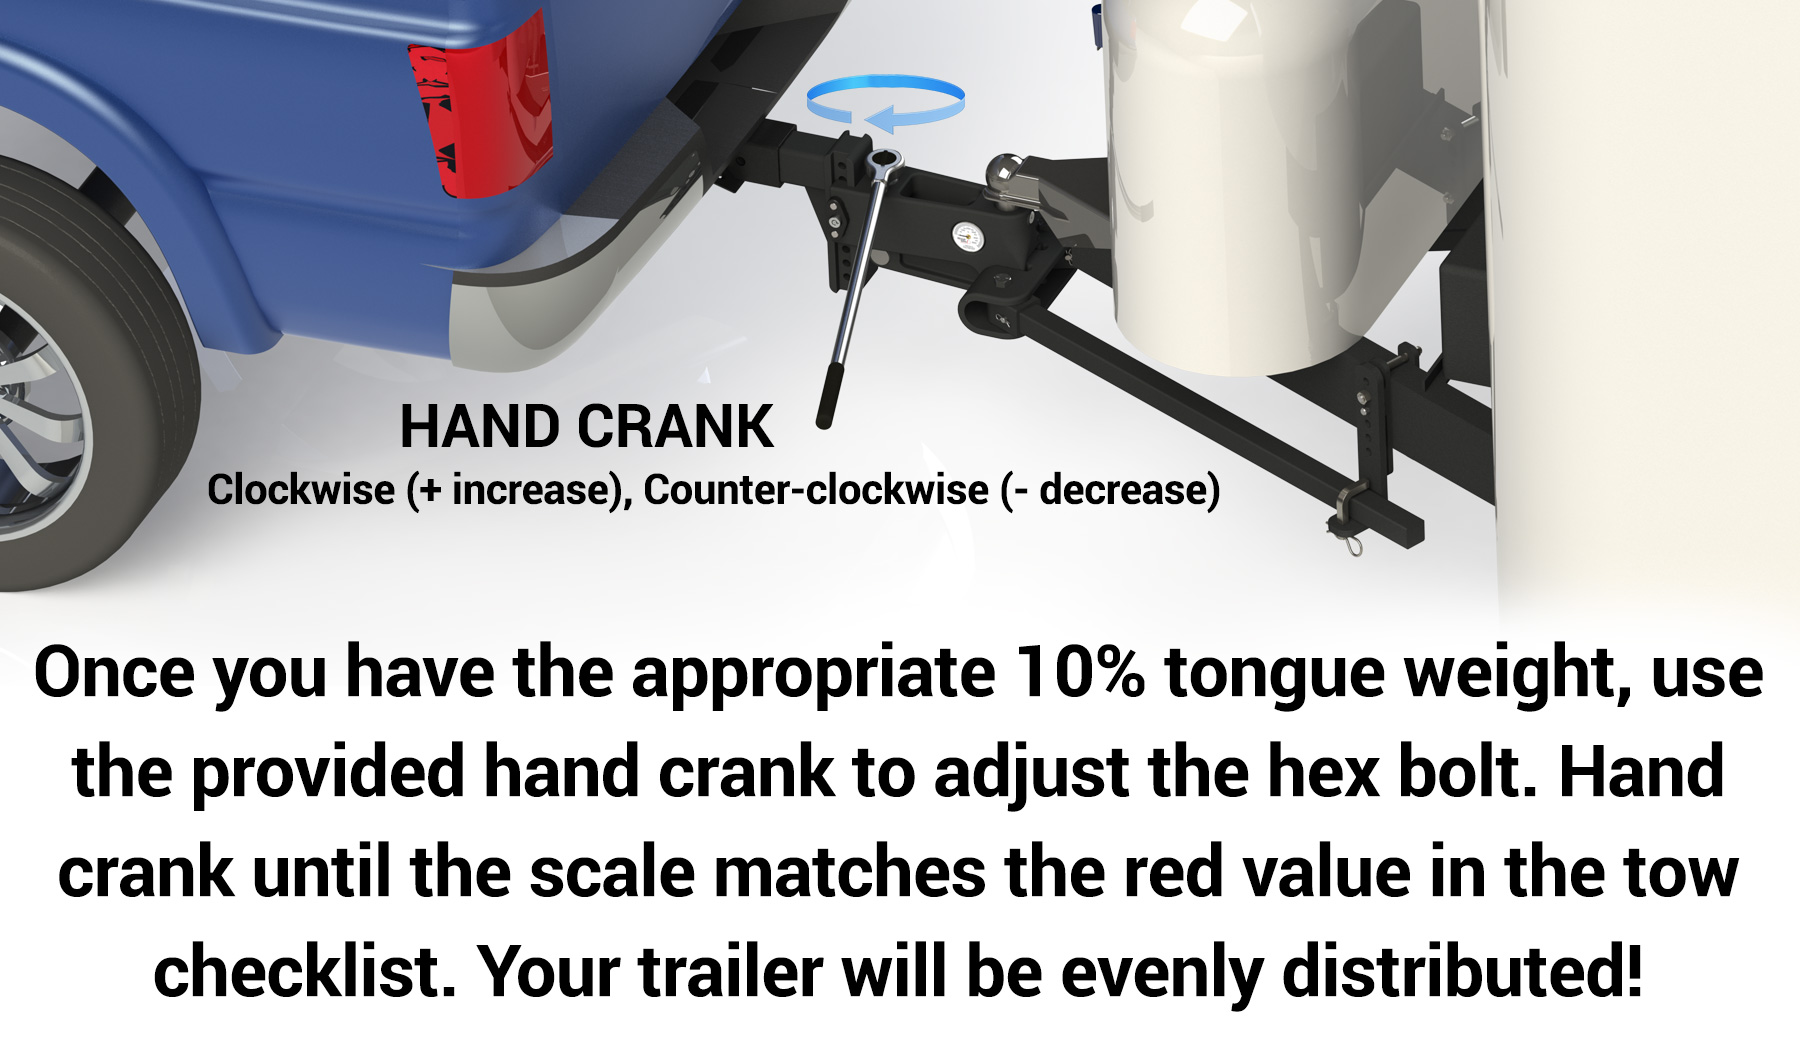 HAND CRANK
Clockwise (+ increase), Counter-clockwise (- decrease)
Once you have the appropriate 10% tongue weight, use
the provided hand crank to adjust the hex bolt. Hand
crank until the scale matches the red value in the tow
checklist. Your trailer will be evenly distributed!